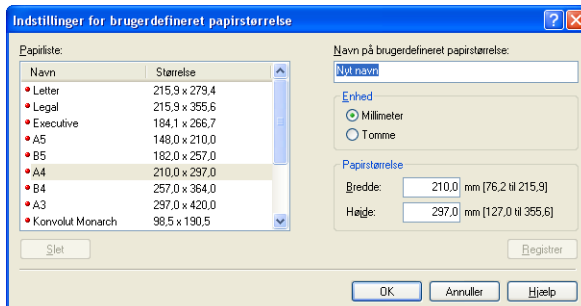 Indstillinger for brugerdefineret papirstørrelse
Papirliste:
Navn Størrelse
Letter 215,9 x 279,4
Legal 215,9 x 355,6
Executive 184,1 x 266,7
A5 148,0 x 210,0
B5 182,0 x 257,0
A4 210,0 x 297,0
B4 257,0 x 364,0
A3 297,0 x 420,0
Konvolut Monarch 98,5 x 190,5
Slet
Navn på brugerdefineret papirstørrelse:
Nyt navn
Enhed
Millimeter
Tomme
Papirstørrelse
Bredde: 210,0 mm [76,2 til 215,9]
Højde: 297,0 mm [127,0 til 355,6]
Registrer
OK Annuller Hjælp